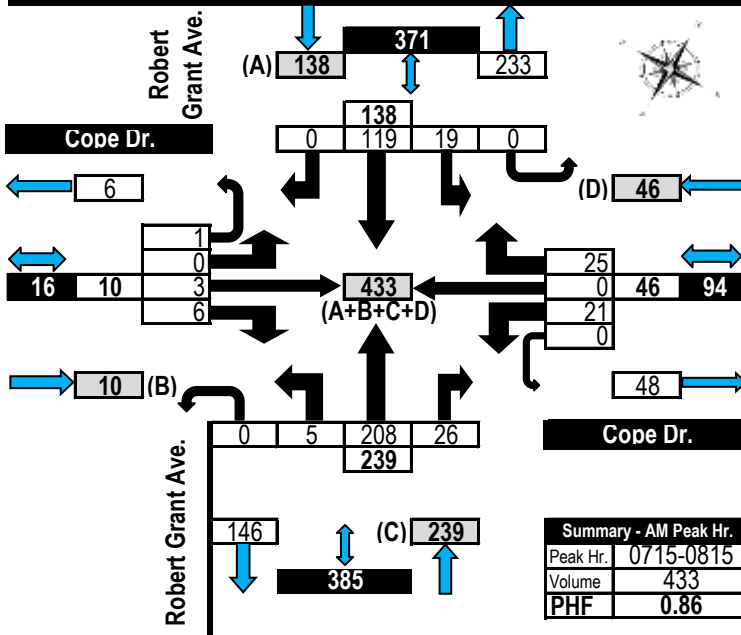 Robert
Grant Ave.
(A) 138
371
233
138
0 119 19 0
Cope Dr.
6
(D) 46
1
0
3
6
16 10
433
(A+B+C+D)
25
0
21
0
46 94
10 (B)
48
0 5 208 26
239
Cope Dr.
Robert Grant Ave.
146
(C) 239
385
Summary - AM Peak Hr.
Peak Hr. 0715-0815
Volume 433
PHF 0.86